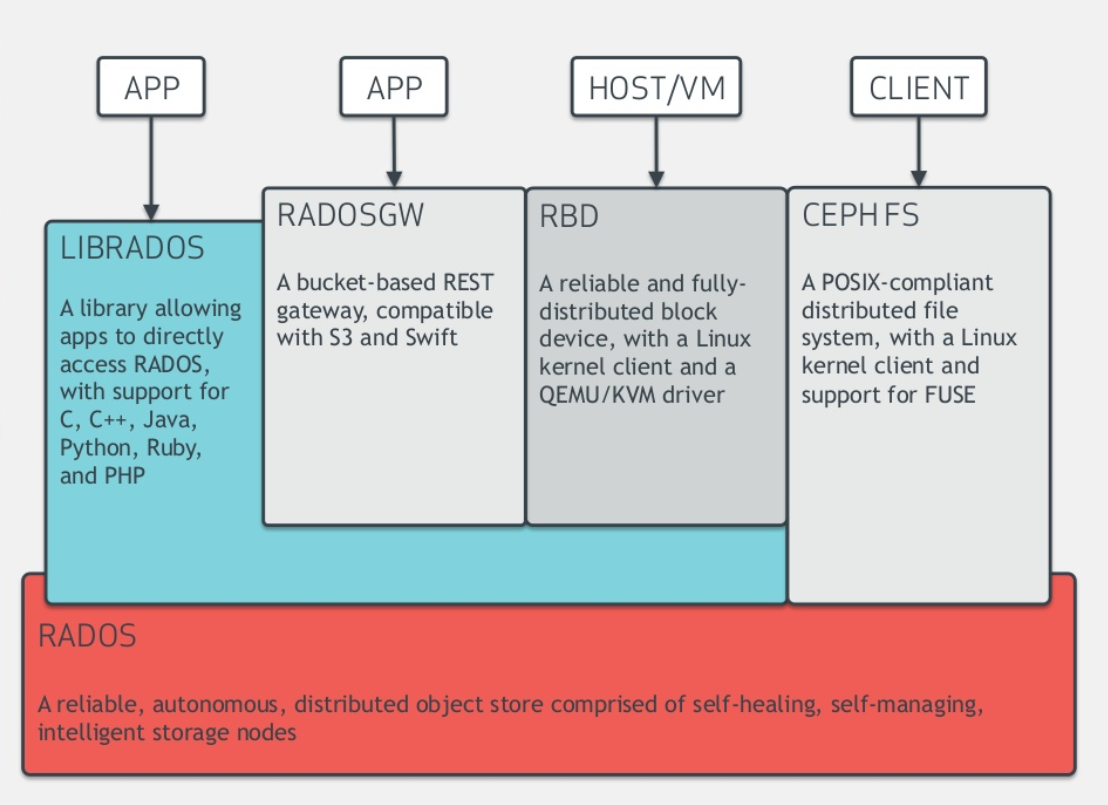 APP
APP
HOST/VM
CLIENT
LIBRADOS
A library allowing
apps to directly
access RADOS,
with support for
C, C++, Java,
Python, Ruby,
and PHP
RADOSGW
A bucket-based REST
gateway, compatible
with S3 and Swift
RBD
A reliable and fully-
distributed block
device, with a Linux
kernel client and a
QEMU/KVM driver
CEPH FS
A POSIX-compliant
distributed file
system, with a Linux
kernel client and
support for FUSE
RADOS
A reliable, autonomous, distributed object store comprised of self-healing, self-managing,
intelligent storage nodes